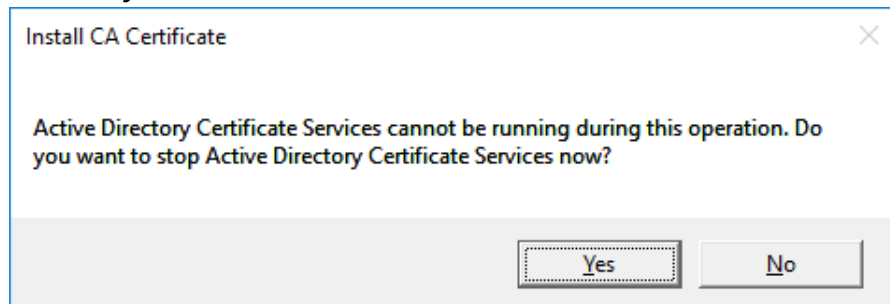 Install CA Certificate
Active Directory Certificate Services cannot be running during this operation. Do
you want to stop Active Directory Certificate Services now?
Yes
No